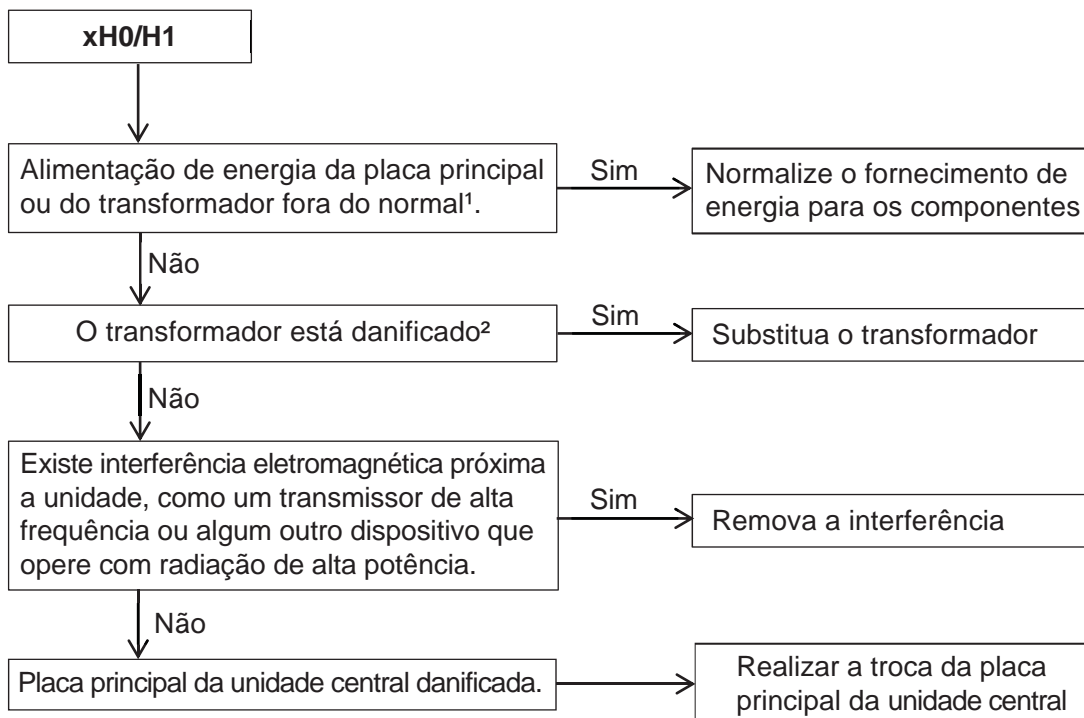 xH0/H1
Alimentação de energia da placa principal
ou do transformador fora do normal¹.
Sim
Normalize o fornecimento de
energia para os componentes
Não
O transformador está danificado²
Sim
Substitua o transformador
Não
Existe interferência eletromagnética próxima
a unidade, como um transmissor de alta
frequência ou algum outro dispositivo que
opere com radiação de alta potência.
Sim
Remova a interferência
Não
Placa principal da unidade central danificada.
Realizar a troca da placa
principal da unidade central